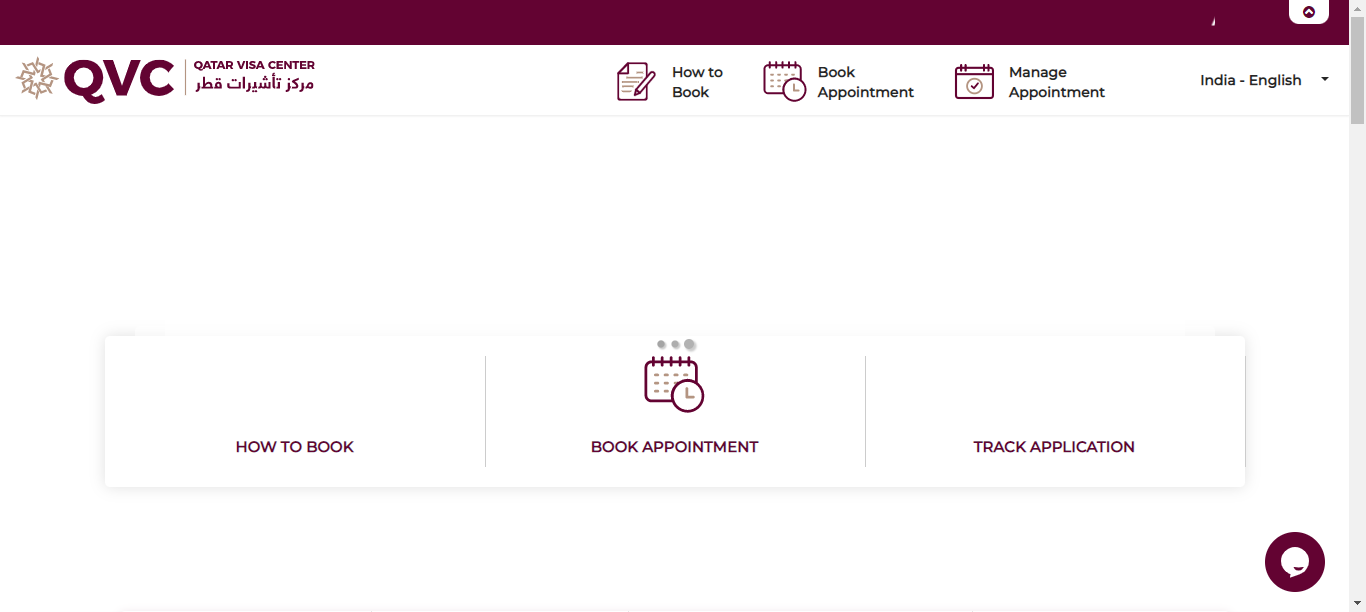 QVC
QATAR VISA CENTER
مركز تأشيرات قطر
How to
Book
Book
Appointment
Manage
Appointment
India - English
HOW TO BOOK
BOOK APPOINTMENT
TRACK APPLICATION